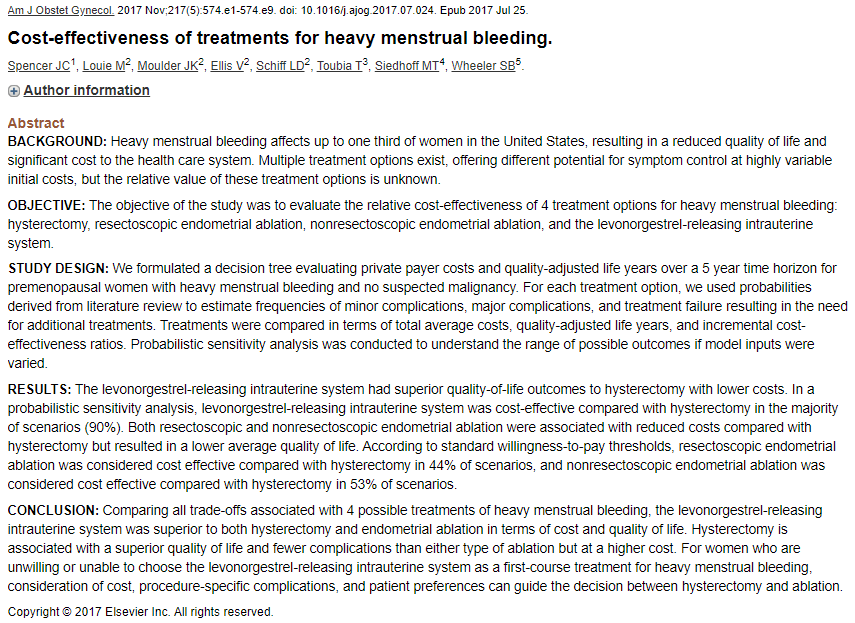 Am J Obstet Gynecol. 2017 Nov;217(5):574.e1-574.e9. doi: 10.1016/j.ajog.2017.07.024. Epub 2017 Jul 25.
Cost-effectiveness of treatments for heavy menstrual bleeding.
Spencer JC1, Louie M2, Moulder JK2, Ellis V2, Schiff LD2, Toubia T3, Siedhoff MT4, Wheeler SB5.
Author information
Abstract
BACKGROUND: Heavy menstrual bleeding affects up to one third of women in the United States, resulting in a reduced quality of life and
significant cost to the health care system. Multiple treatment options exist, offering different potential for symptom control at highly variable
initial costs, but the relative value of these treatment options is unknown.
OBJECTIVE: The objective of the study was to evaluate the relative cost-effectiveness of 4 treatment options for heavy menstrual bleeding:
hysterectomy, resectoscopic endometrial ablation, nonresectoscopic endometrial ablation, and the levonorgestrel-releasing intrauterine
system.
STUDY DESIGN: We formulated a decision tree evaluating private payer costs and quality-adjusted life years over a 5 year time horizon for
premenopausal women with heavy menstrual bleeding and no suspected malignancy. For each treatment option, we used probabilities
derived from literature review to estimate frequencies of minor complications, major complications, and treatment failure resulting in the need
for additional treatments. Treatments were compared in terms of total average costs, quality-adjusted life years, and incremental cost-
effectiveness ratios. Probabilistic sensitivity analysis was conducted to understand the range of possible outcomes if model inputs were
varied.
RESULTS: The levonorgestrel-releasing intrauterine system had superior quality-of-life outcomes to hysterectomy with lower costs. In a
probabilistic sensitivity analysis, levonorgestrel-releasing intrauterine system was cost-effective compared with hysterectomy in the majority
of scenarios (90%). Both resectoscopic and nonresectoscopic endometrial ablation were associated with reduced costs compared with
hysterectomy but resulted in a lower average quality of life. According to standard willingness-to-pay thresholds, resectoscopic endometrial
ablation was considered cost effective compared with hysterectomy in 44% of scenarios, and nonresectoscopic endometrial ablation was
considered cost effective compared with hysterectomy in 53% of scenarios.
CONCLUSION: Comparing all trade-offs associated with 4 possible treatments of heavy menstrual bleeding, the levonorgestrel-releasing
intrauterine system was superior to both hysterectomy and endometrial ablation in terms of cost and quality of life. Hysterectomy is
associated with a superior quality of life and fewer complications than either type of ablation but at a higher cost. For women who are
unwilling or unable to choose the levonorgestrel-releasing intrauterine system as a first-course treatment for heavy menstrual bleeding,
consideration of cost, procedure-specific complications, and patient preferences can guide the decision between hysterectomy and ablation.
Copyright © 2017 Elsevier Inc. All rights reserved.